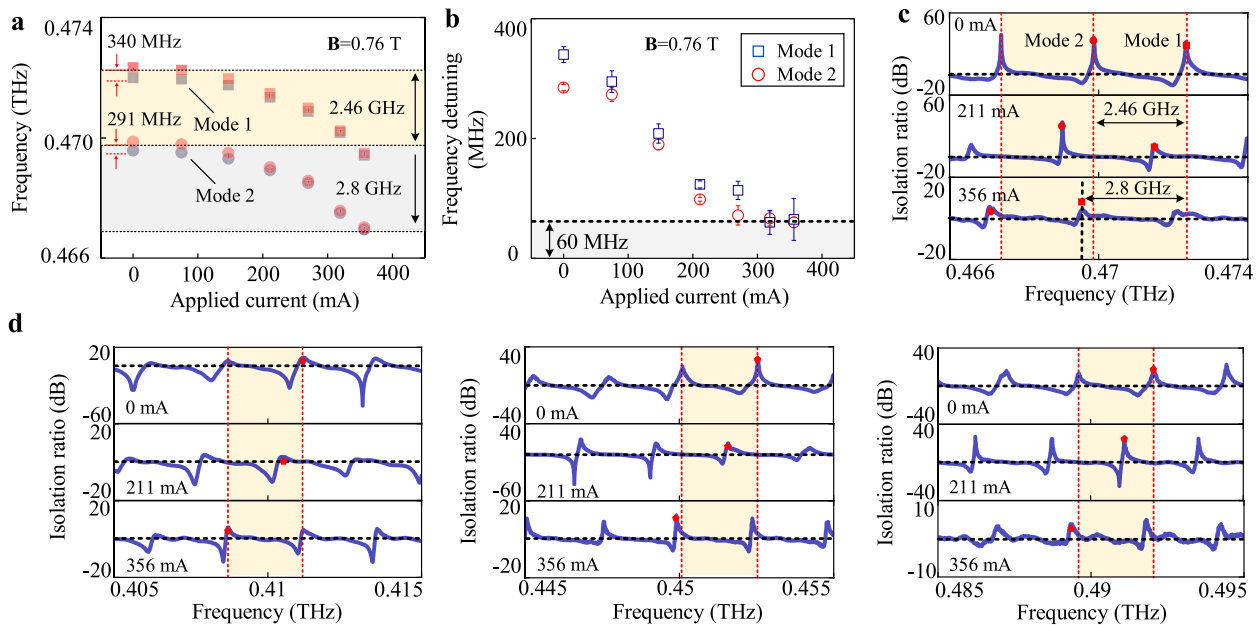 a
0.474
0.470
0.466
Frequency (THz)
340 MHz
B=0.76 T
Mode 1
2.46 GHz
291 MHz
Mode 2
2.8 GHz
0
100
200
300
400
Applied current (mA)
b
400
200
0
Frequency detuning
(MHz)
B=0.76 T
Mode 1
Mode 2
60 MHz
0
100
200
300
400
Applied current (mA)
c
Isolation ratio (dB)
60
0 mA
Mode 2
Mode 1
-20
60
211 mA
2.46 GHz
-20
20
356 mA
2.8 GHz
-20
0.466
0.47
0.474
Frequency (THz)
d
Isolation ratio (dB)
20
-60
0 mA
20
-20
211 mA
20
-20
356 mA
0.405
0.41
0.415
Frequency (THz)
Isolation ratio (dB)
40
-40
0 mA
40
-60
211 mA
20
-20
356 mA
0.445
0.45
0.455
Frequency (THz)
Isolation ratio (dB)
40
-40
0 mA
40
-40
211 mA
10
-10
356 mA
0.485
0.49
0.495
Frequency (THz)